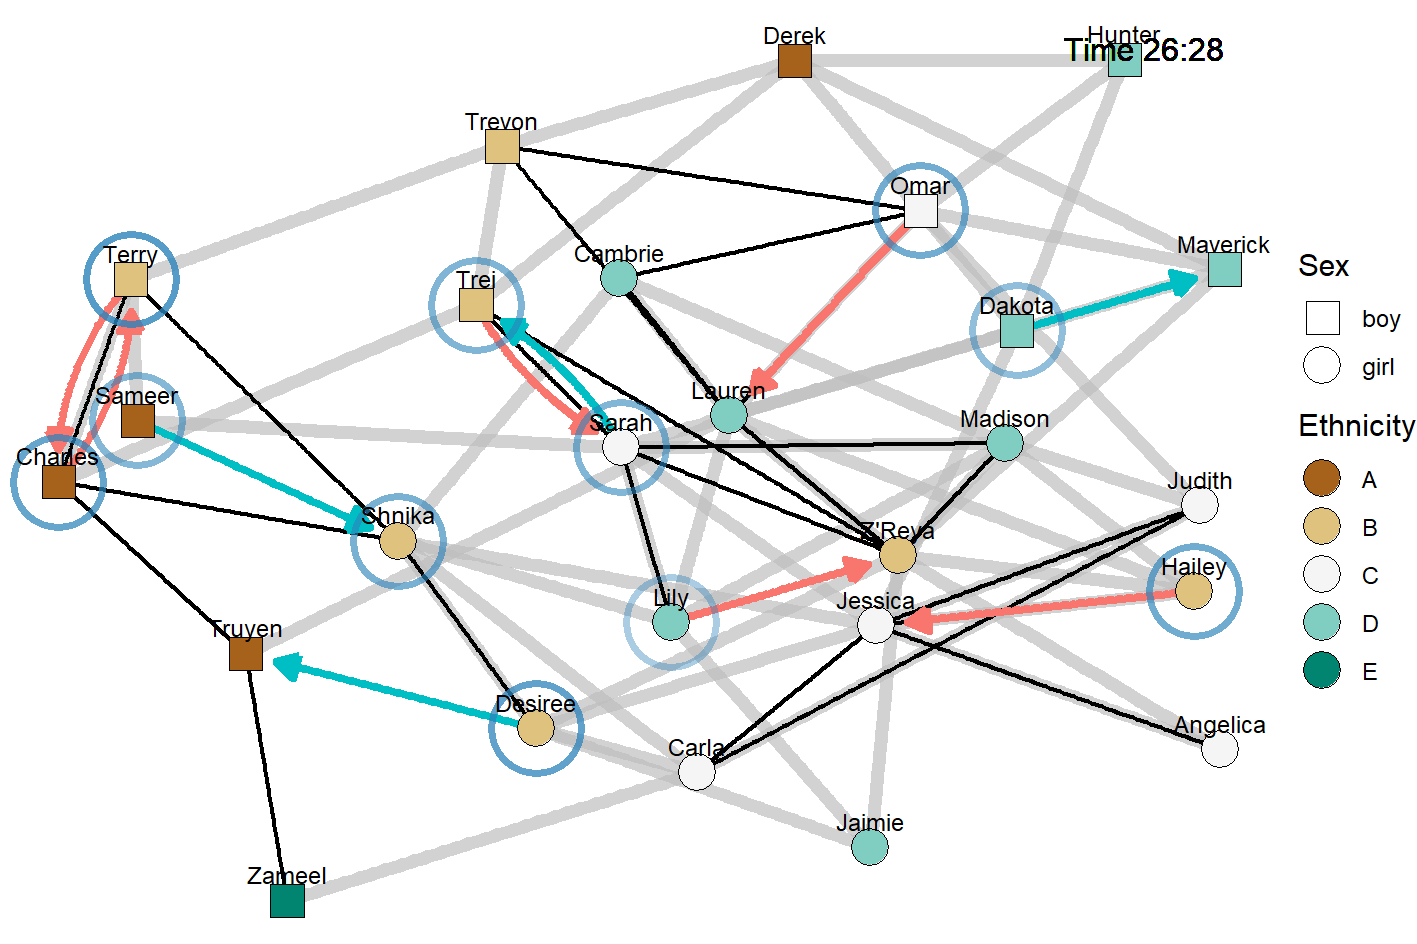 Derek
Hunter
Time 26:28
Trevon
Omar
Maverick
Terry
Cambrie
Trei
Dakota
Sameer
Lauren
Madison
Sarah
Charles
Judith
Shnika
Z'Reya
Hailey
Lily
Jessica
Truyen
Desiree
Angelica
Carla
Jaimie
Zameel
Sex
boy
girl
Ethnicity
A
B
C
D
E